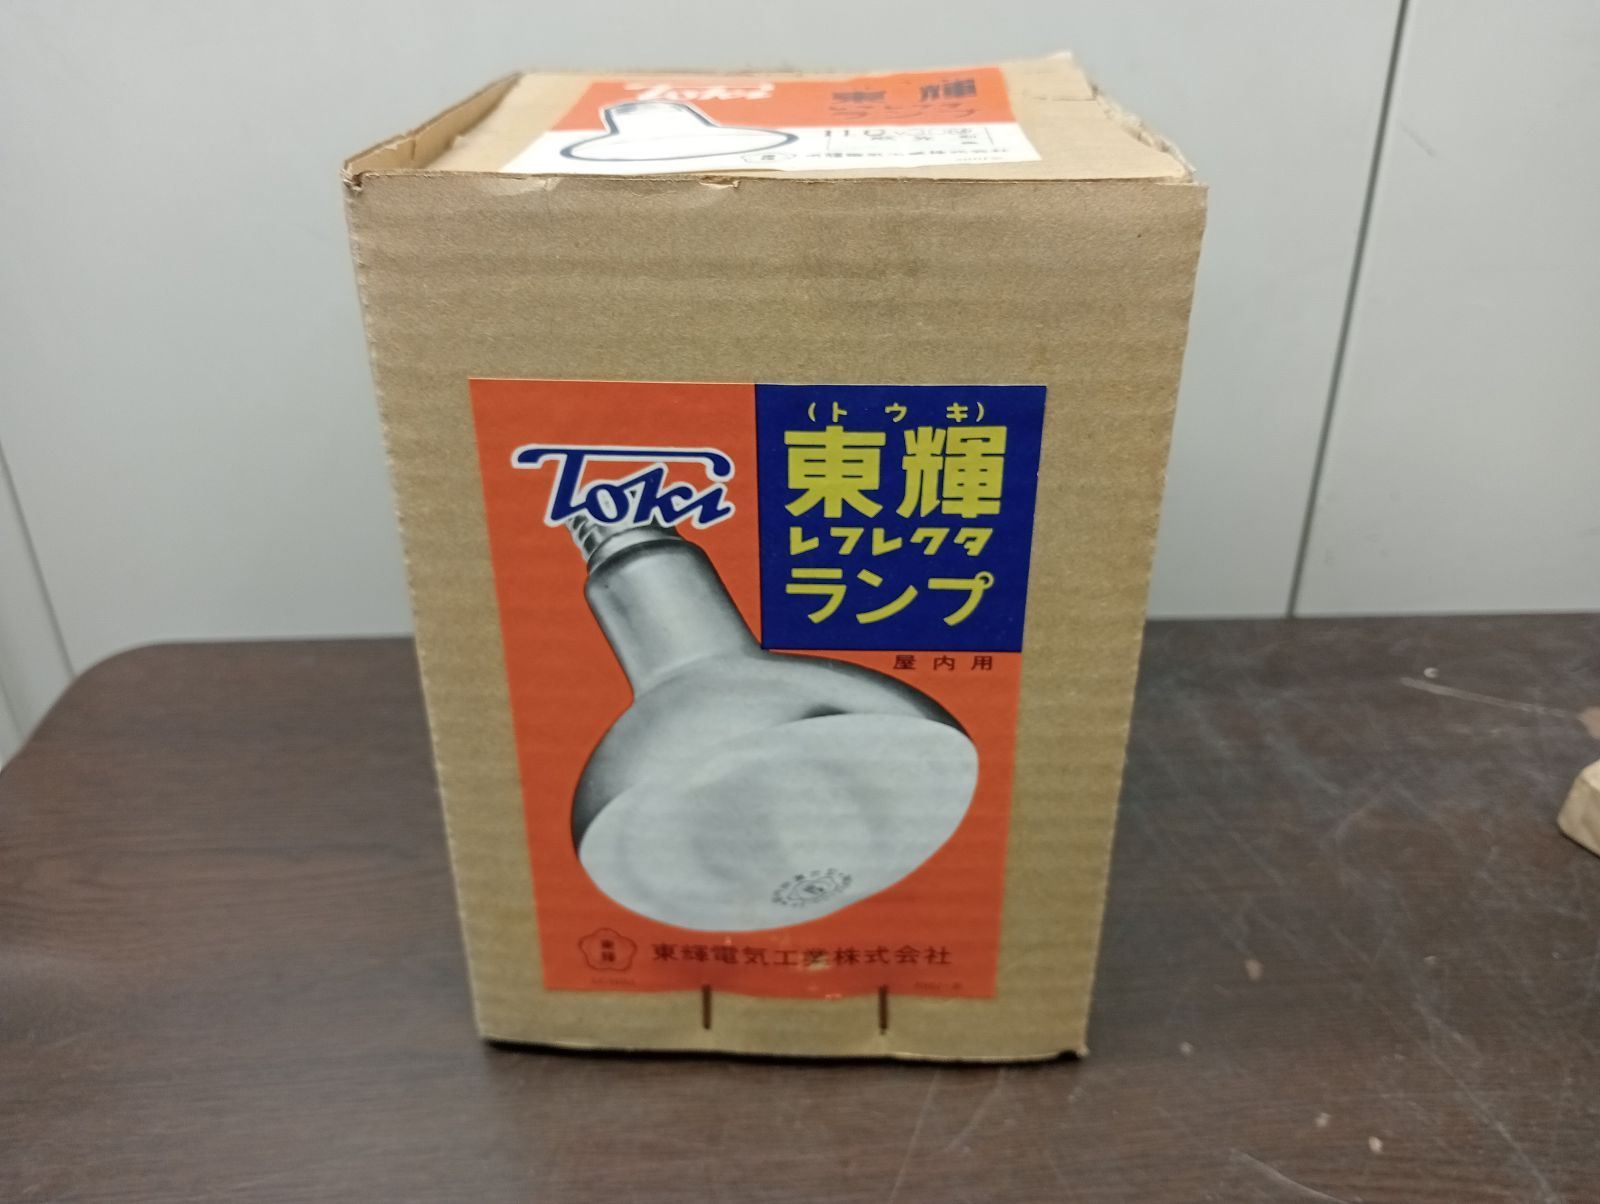 Toki
東輝
レフレクタ
ランプ
Toki
(トウキ)
東輝
レフレクタ
ランプ
屋内用
東輝
東輝電気工業株式会社